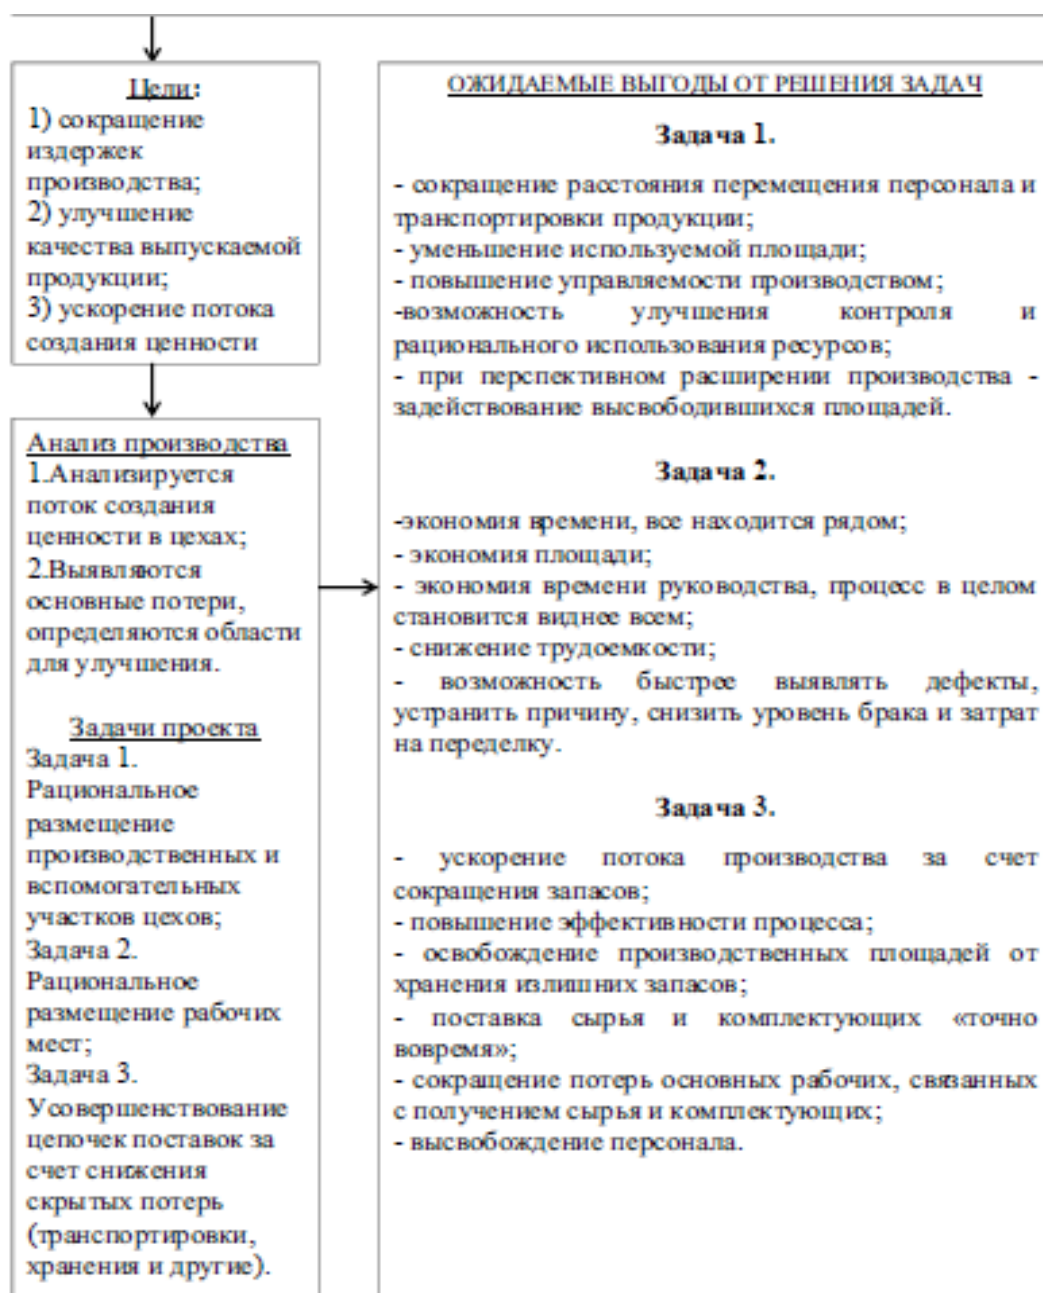 Цели:
1) сокращение
издержек
производства;
2) улучшение
качества выпускаемой
продукции;
3) ускорение потока
создания ценности
Анализ производства
1.Анализируется
поток создания
ценности в цехах;
2.Выявляются
основные потери,
определяются области
для улучшения.
Задачи проекта
Задача 1.
Рациональное
размещение
производственных и
вспомогательных
участков цехов;
Задача 2.
Рациональное
размещение рабочих
мест;
Задача 3.
Усовершенствование
цепочек поставок за
счет снижения
скрытых потерь
(транспортировки,
хранения и другие).
ОЖИДАЕМЫЕ ВЫГОДЫ ОТ РЕШЕНИЯ ЗАДАЧ
Задача 1.
- сокращение расстояния перемещения персонала и
транспортировки продукции;
- уменьшение используемой площади;
- повышение управляемости производством;
-возможность улучшения контроля и
рационального использования ресурсов;
- при перспективном расширении производства -
задействование высвободившихся площадей.
Задача 2.
-экономия времени, все находится рядом;
- экономия площади;
- экономия времени руководства, процесс в целом
становится виднее всем;
- снижение трудоемкости;
- возможность быстрее выявлять дефекты,
устранить причину, снизить уровень брака и затрат
на переделку.
Задача 3.
- ускорение потока производства за счет
сокращения запасов;
- повышение эффективности процесса;
- освобождение производственных площадей от
хранения излишних запасов;
- поставка сырья и комплектующих «точно
вовремя»;
- сокращение потерь основных рабочих, связанных
с получением сырья и комплектующих;
- высвобождение персонала.